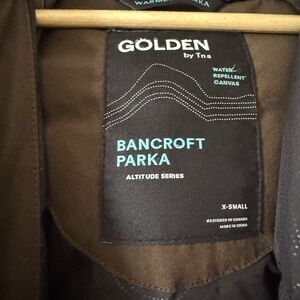 WARMEST PARKA
GOLDEN
by Tna
WATER
REPELLENT
CANVAS
BANCROFT
PARKA
ALTITUDE SERIES
X-SMALL
DESIGNED IN CANADA
MADE IN CHINA